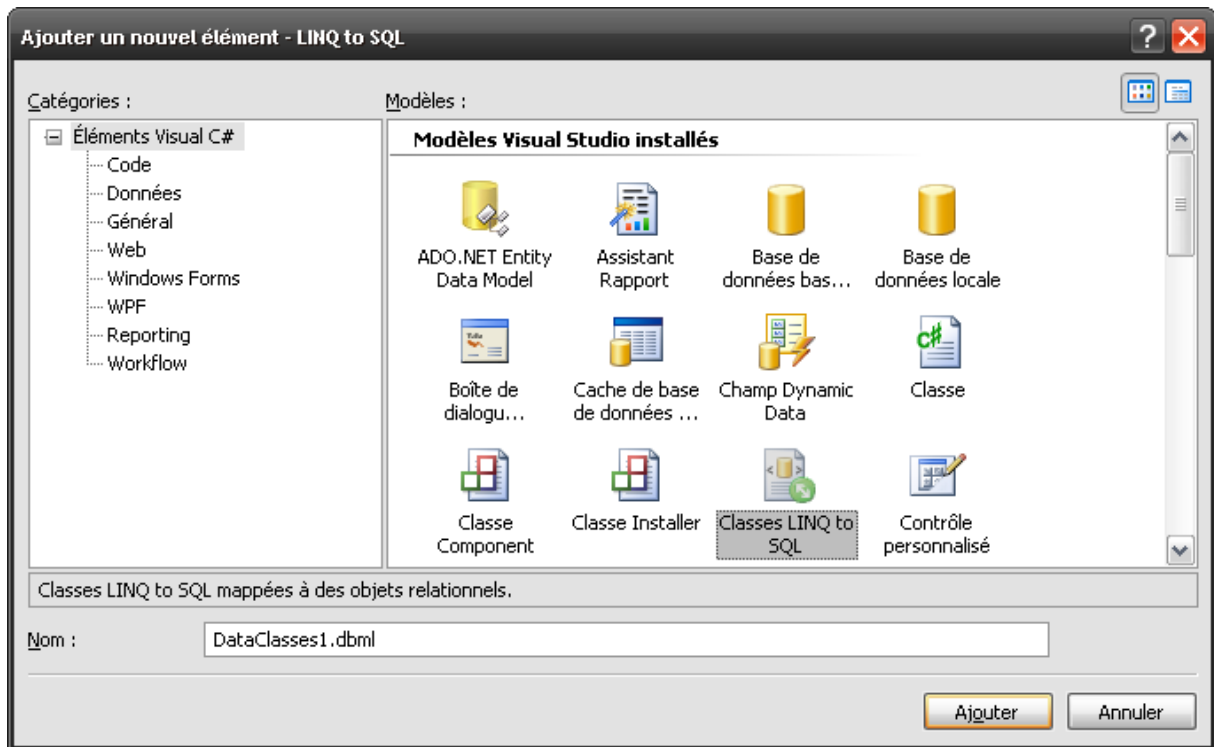 Ajouter un nouvel élément - LINQ to SQL
Catégories :
Modèles :
Éléments Visual C#
Code
Données
Général
Web
Windows Forms
WPF
Reporting
Workflow
Modèles Visual Studio installés
ADO.NET Entity
Data Model
Assistant
Rapport
Base de
données bas...
Base de
données locale
Boîte de
dialogu...
Cache de base
de données ...
Champ Dynamic
Data
Classe
Classe
Component
Classe Installer
Classes LINQ to
SQL
Contrôle
personnalisé
Classes LINQ to SQL mappées à des objets relationnels.
Nom :
DataClasses1.dbml
Ajouter
Annuler